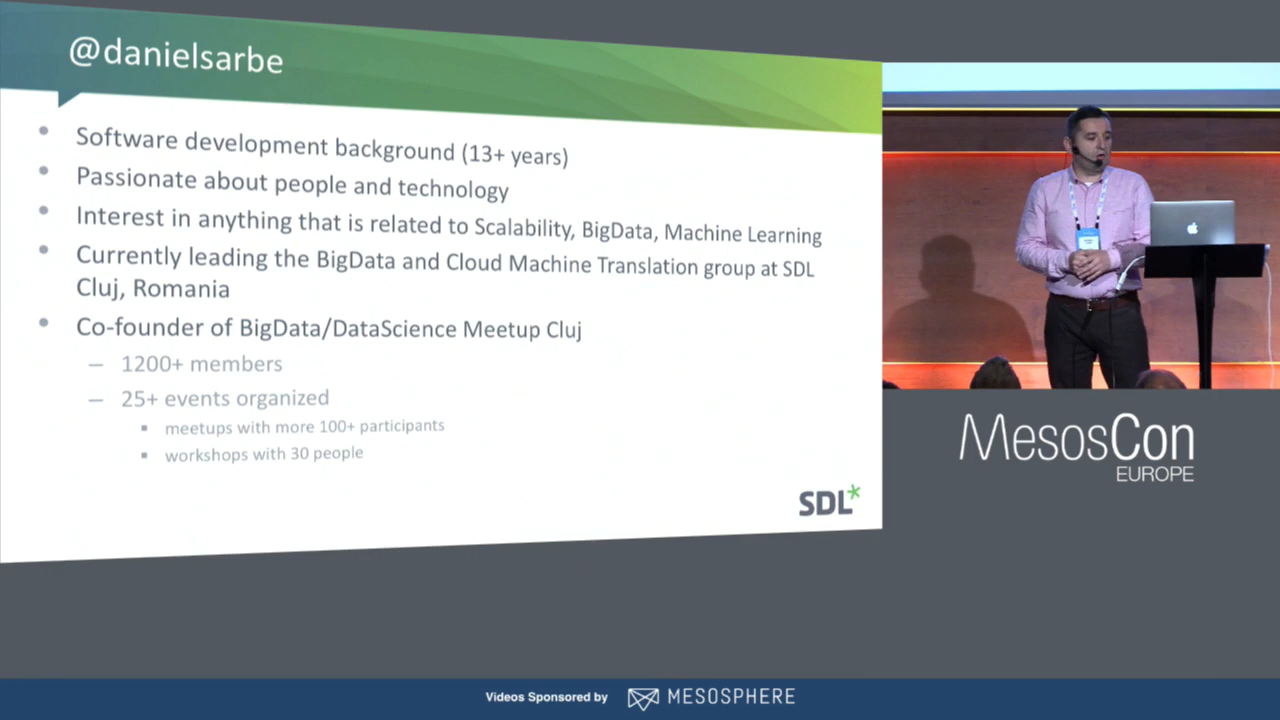 @danielsarbe
• Software development background (13+ years)
• Passionate about people and technology
• Interest in anything that is related to Scalability, BigData, Machine Learning
• Currently leading the BigData and Cloud Machine Translation group at SDL
Cluj, Romania
• Co-founder of BigData/DataScience Meetup Cluj
– 1200+ members
– 25+ events organized
▪ meetups with more 100+ participants
▪ workshops with 30 people
SDL*
MesosCon
EUROPE
Videos Sponsored by MESOSPHERE